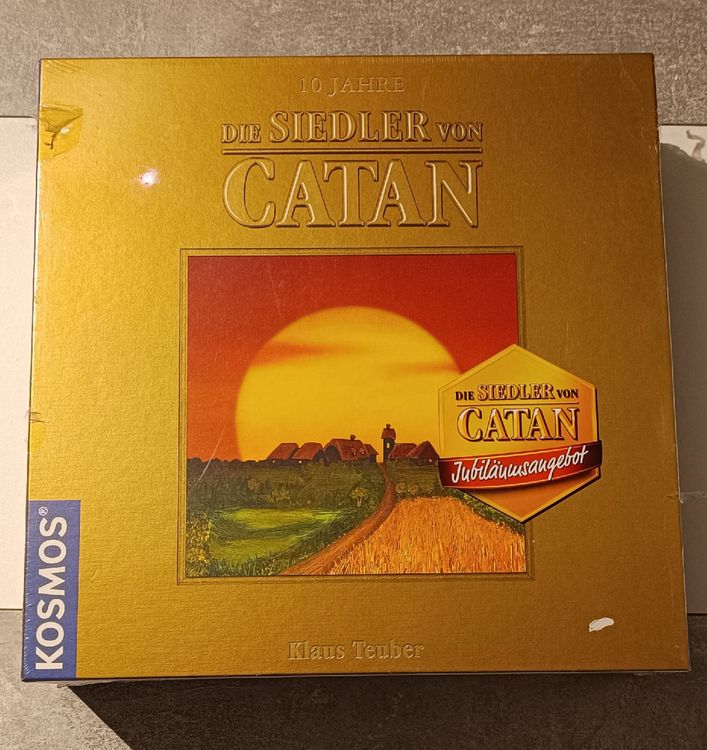 10 JAHRE
DIE SIEDLER VON
CATAN
DIE SIEDLER VON
CATAN
Jubiläumsangebot
KOSMOS®
Klaus Teuber